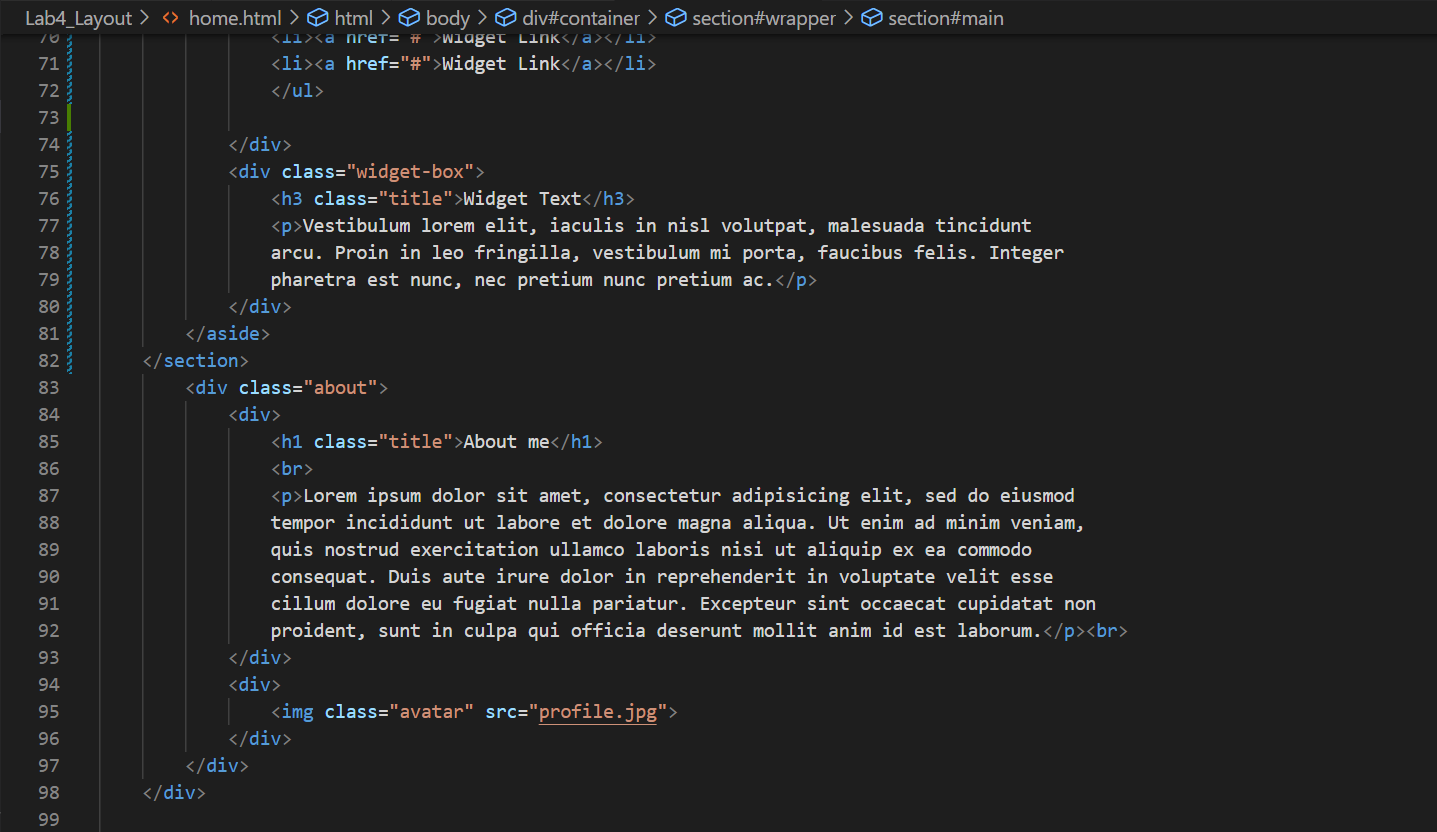 Lab4_Layout > <> home.html > html > body > div#container > section#wrapper > section#main
70 <li><a href="#">Widget Link</a></li>
71 <li><a href="#">Widget Link</a></li>
72 </ul>
73
74 </div>
75 <div class="widget-box">
76 <h3 class="title">Widget Text</h3>
77 <p>Vestibulum lorem elit, iaculis in nisl volutpat, malesuada tincidunt
78 arcu. Proin in leo fringilla, vestibulum mi porta, faucibus felis. Integer
79 pharetra est nunc, nec pretium nunc pretium ac.</p>
80 </div>
81 </aside>
82 </section>
83 <div class="about">
84 <div>
85 <h1 class="title">About me</h1>
86 <br>
87 <p>Lorem ipsum dolor sit amet, consectetur adipisicing elit, sed do eiusmod
88 tempor incididunt ut labore et dolore magna aliqua. Ut enim ad minim veniam,
89 quis nostrud exercitation ullamco laboris nisi ut aliquip ex ea commodo
90 consequat. Duis aute irure dolor in reprehenderit in voluptate velit esse
91 cillum dolore eu fugiat nulla pariatur. Excepteur sint occaecat cupidatat non
92 proident, sunt in culpa qui officia deserunt mollit anim id est laborum.</p><br>
93 </div>
94 <div>
95 <img class="avatar" src="profile.jpg">
96 </div>
97 </div>
98 </div>
99